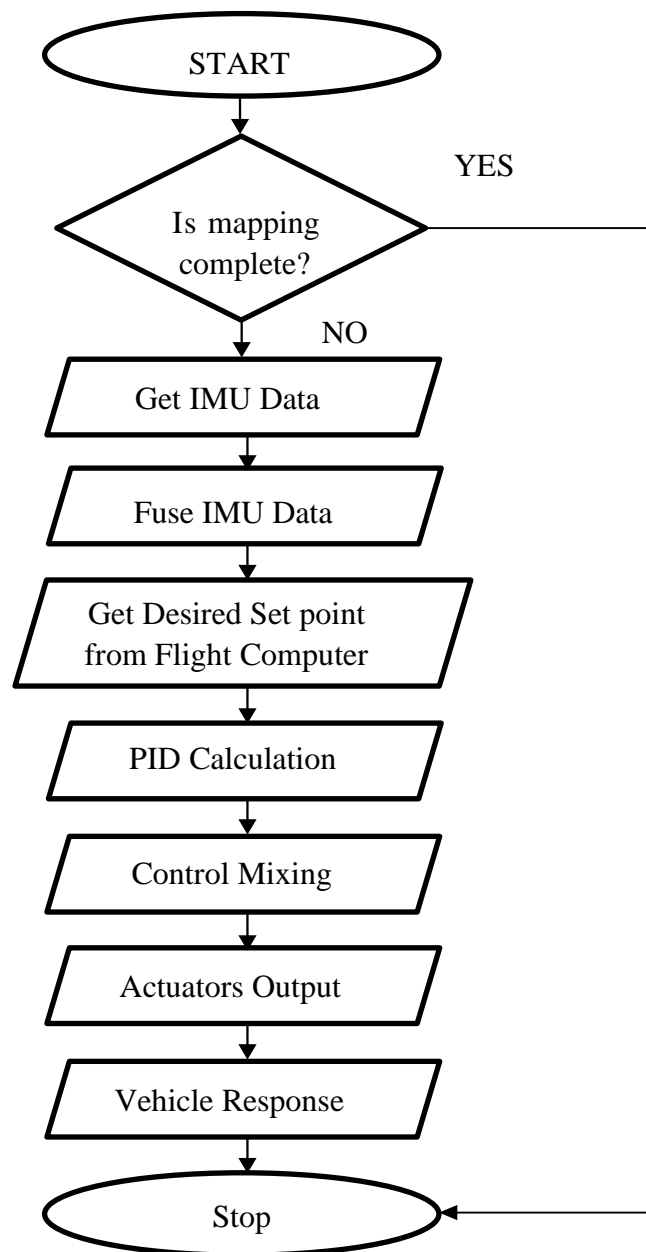 START
YES
Is mapping
complete?
NO
Get IMU Data
Fuse IMU Data
Get Desired Set point
from Flight Computer
PID Calculation
Control Mixing
Actuators Output
Vehicle Response
Stop